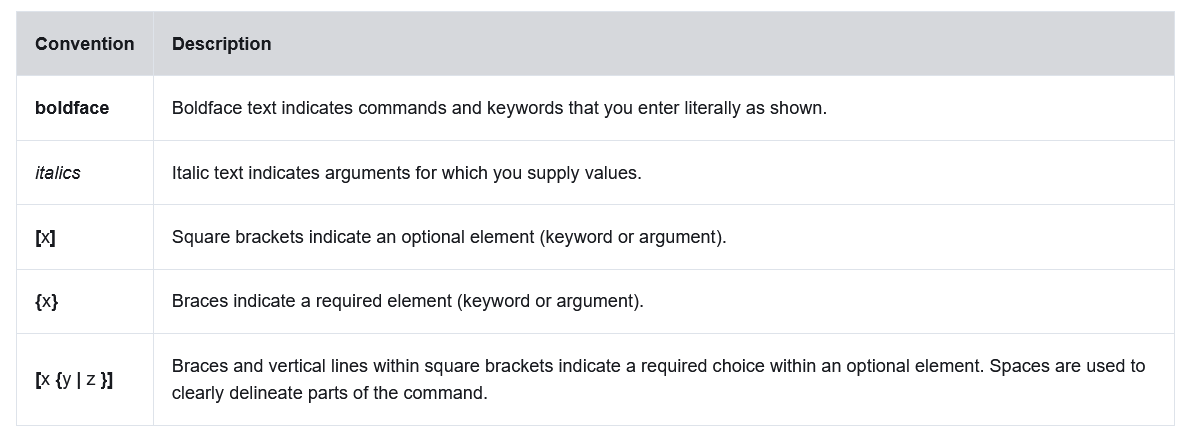 Convention Description
boldface Boldface text indicates commands and keywords that you enter literally as shown.
italics Italic text indicates arguments for which you supply values.
[x] Square brackets indicate an optional element (keyword or argument).
{x} Braces indicate a required element (keyword or argument).
[x {y | z }] Braces and vertical lines within square brackets indicate a required choice within an optional element. Spaces are used to
clearly delineate parts of the command.